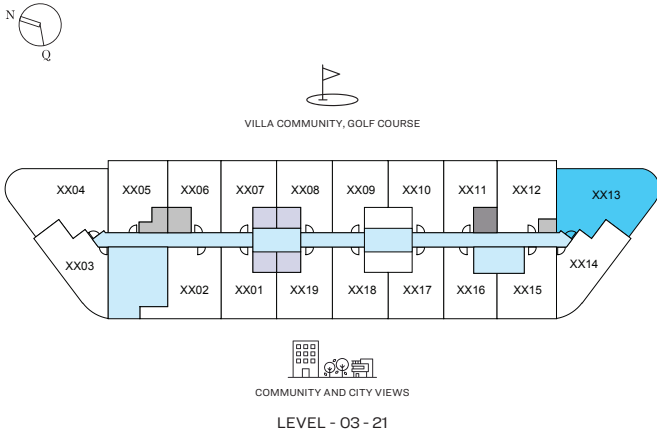 N
Q
VILLA COMMUNITY, GOLF COURSE
XX04 XX05 XX06 XX07 XX08 XX09 XX10 XX11 XX12 XX13
XX03 XX02 XX01 XX19 XX18 XX17 XX16 XX15 XX14
COMMUNITY AND CITY VIEWS
LEVEL - 03 - 21